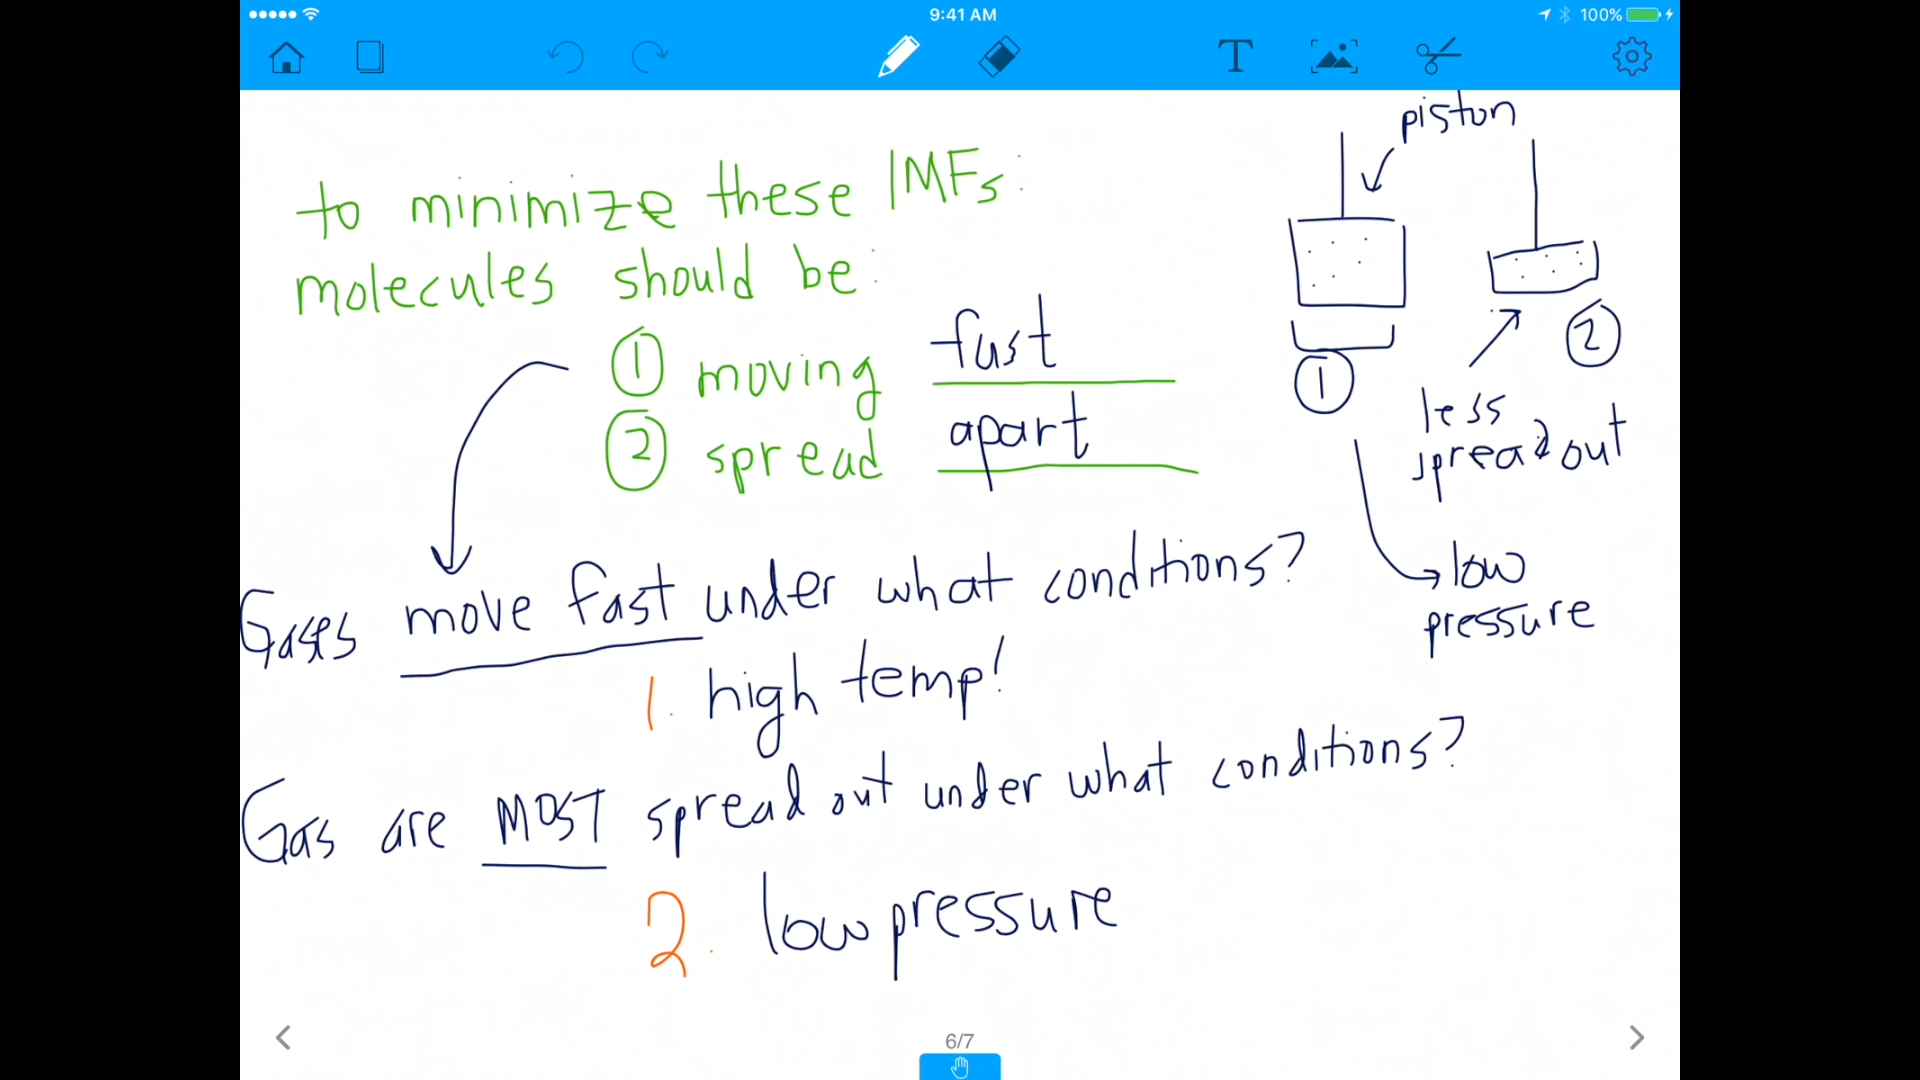 9:41 AM
100%
T
piston
to minimize these IMFs:
molecules should be:
① moving fast
② spread apart
①
②
less
spread out
low
pressure
Gases move fast under what conditions?
1. high temp!
Gas are MOST spread out under what conditions?
2. low pressure
6/7